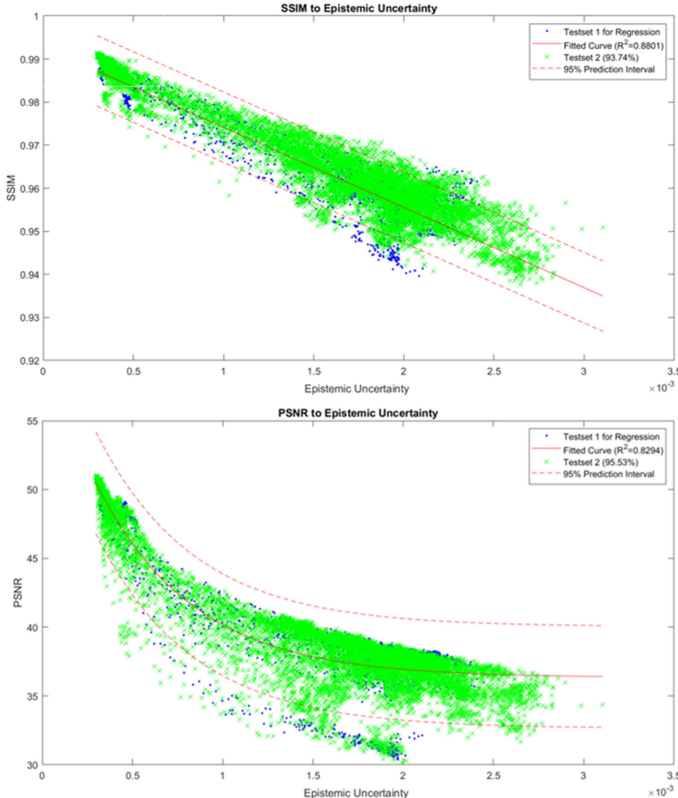 SSIM to Epistemic Uncertainty
1
0.99
0.98
0.97
0.96
0.95
0.94
0.93
0.92
SSIM
Testset 1 for Regression
Fitted Curve (R²=0.8801)
Testset 2 (93.74%)
95% Prediction Interval
0 0.5 1 1.5 2 2.5 3 3.5
Epistemic Uncertainty
×10⁻³
PSNR to Epistemic Uncertainty
55
50
45
40
35
30
PSNR
Testset 1 for Regression
Fitted Curve (R²=0.8294)
Testset 2 (95.53%)
95% Prediction Interval
0 0.5 1 1.5 2 2.5 3 3.5
Epistemic Uncertainty
×10⁻³